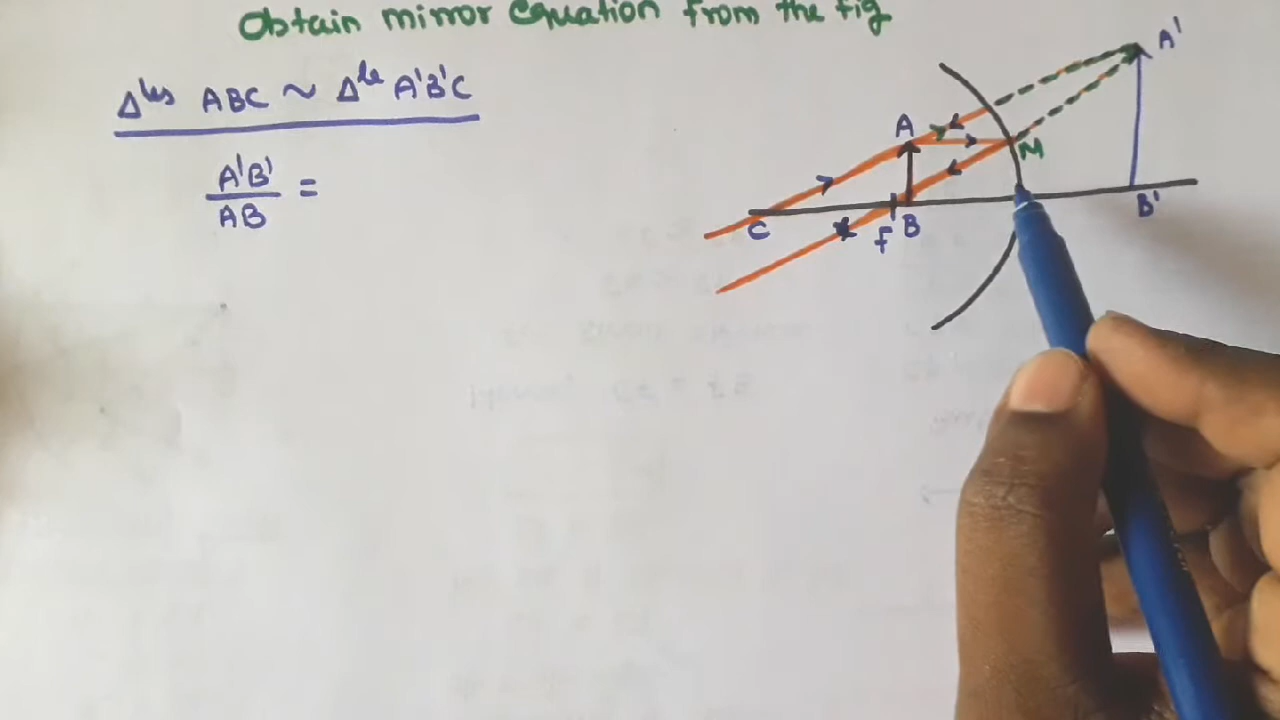 Obtain mirror equation from the fig
Δles ABC ~ Δle A'B'C
A'B'
AB
=
A'
A
M
C
F
B
B'